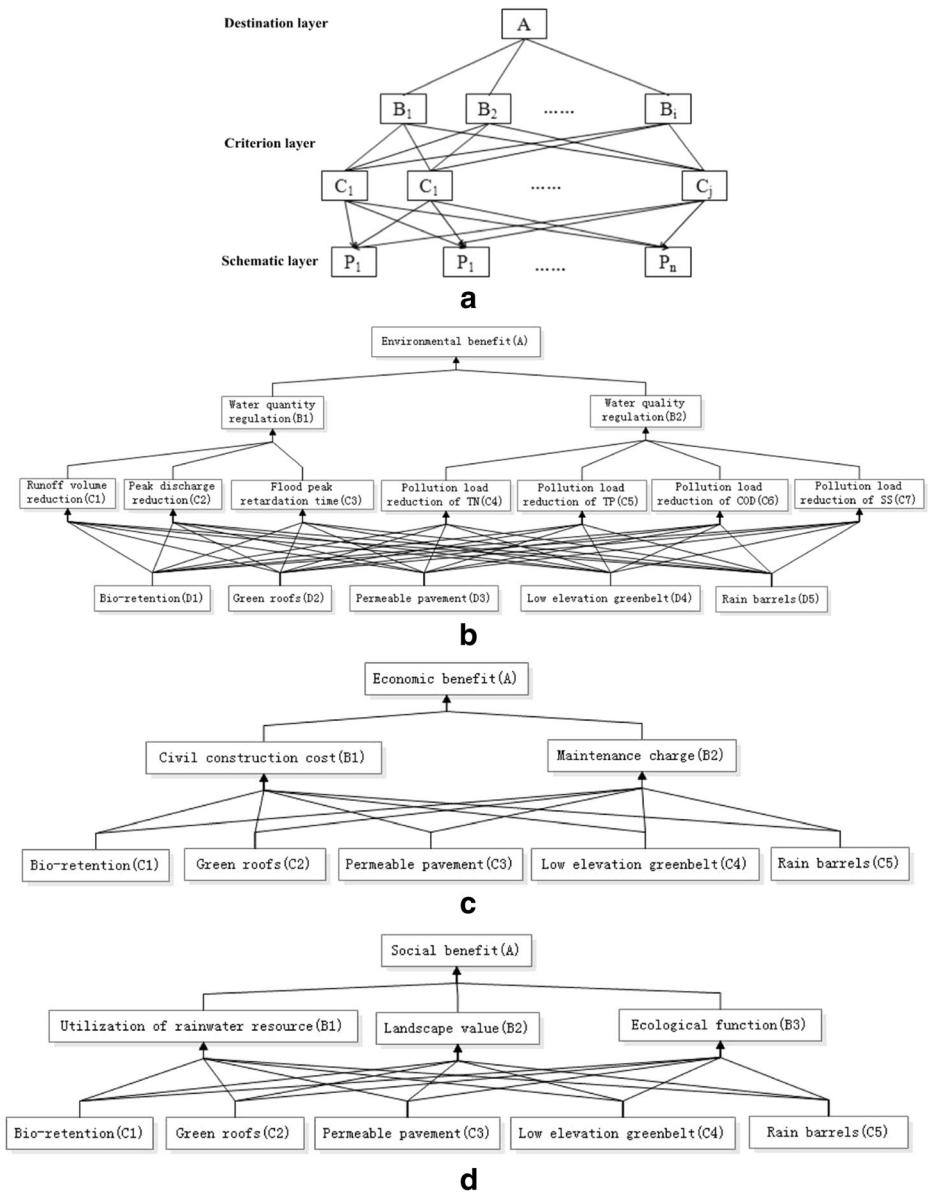 Destination layer
A
B1 B2 ...... Bi
Criterion layer
C1 C1 ...... Cj
Schematic layer
P1 P1 ...... Pn
a
Environmental benefit(A)
Water quantity
regulation(B1)
Water quality
regulation(B2)
Runoff volume
reduction(C1)
Peak discharge
reduction(C2)
Flood peak
retardation time(C3)
Pollution load
reduction of TN(C4)
Pollution load
reduction of TP(C5)
Pollution load
reduction of COD(C6)
Pollution load
reduction of SS(C7)
Bio-retention(D1)
Green roofs(D2)
Permeable pavement(D3)
Low elevation greenbelt(D4)
Rain barrels(D5)
b
Economic benefit(A)
Civil construction cost(B1)
Maintenance charge(B2)
Bio-retention(C1)
Green roofs(C2)
Permeable pavement(C3)
Low elevation greenbelt(C4)
Rain barrels(C5)
c
Social benefit(A)
Utilization of rainwater resource(B1)
Landscape value(B2)
Ecological function(B3)
Bio-retention(C1)
Green roofs(C2)
Permeable pavement(C3)
Low elevation greenbelt(C4)
Rain barrels(C5)
d